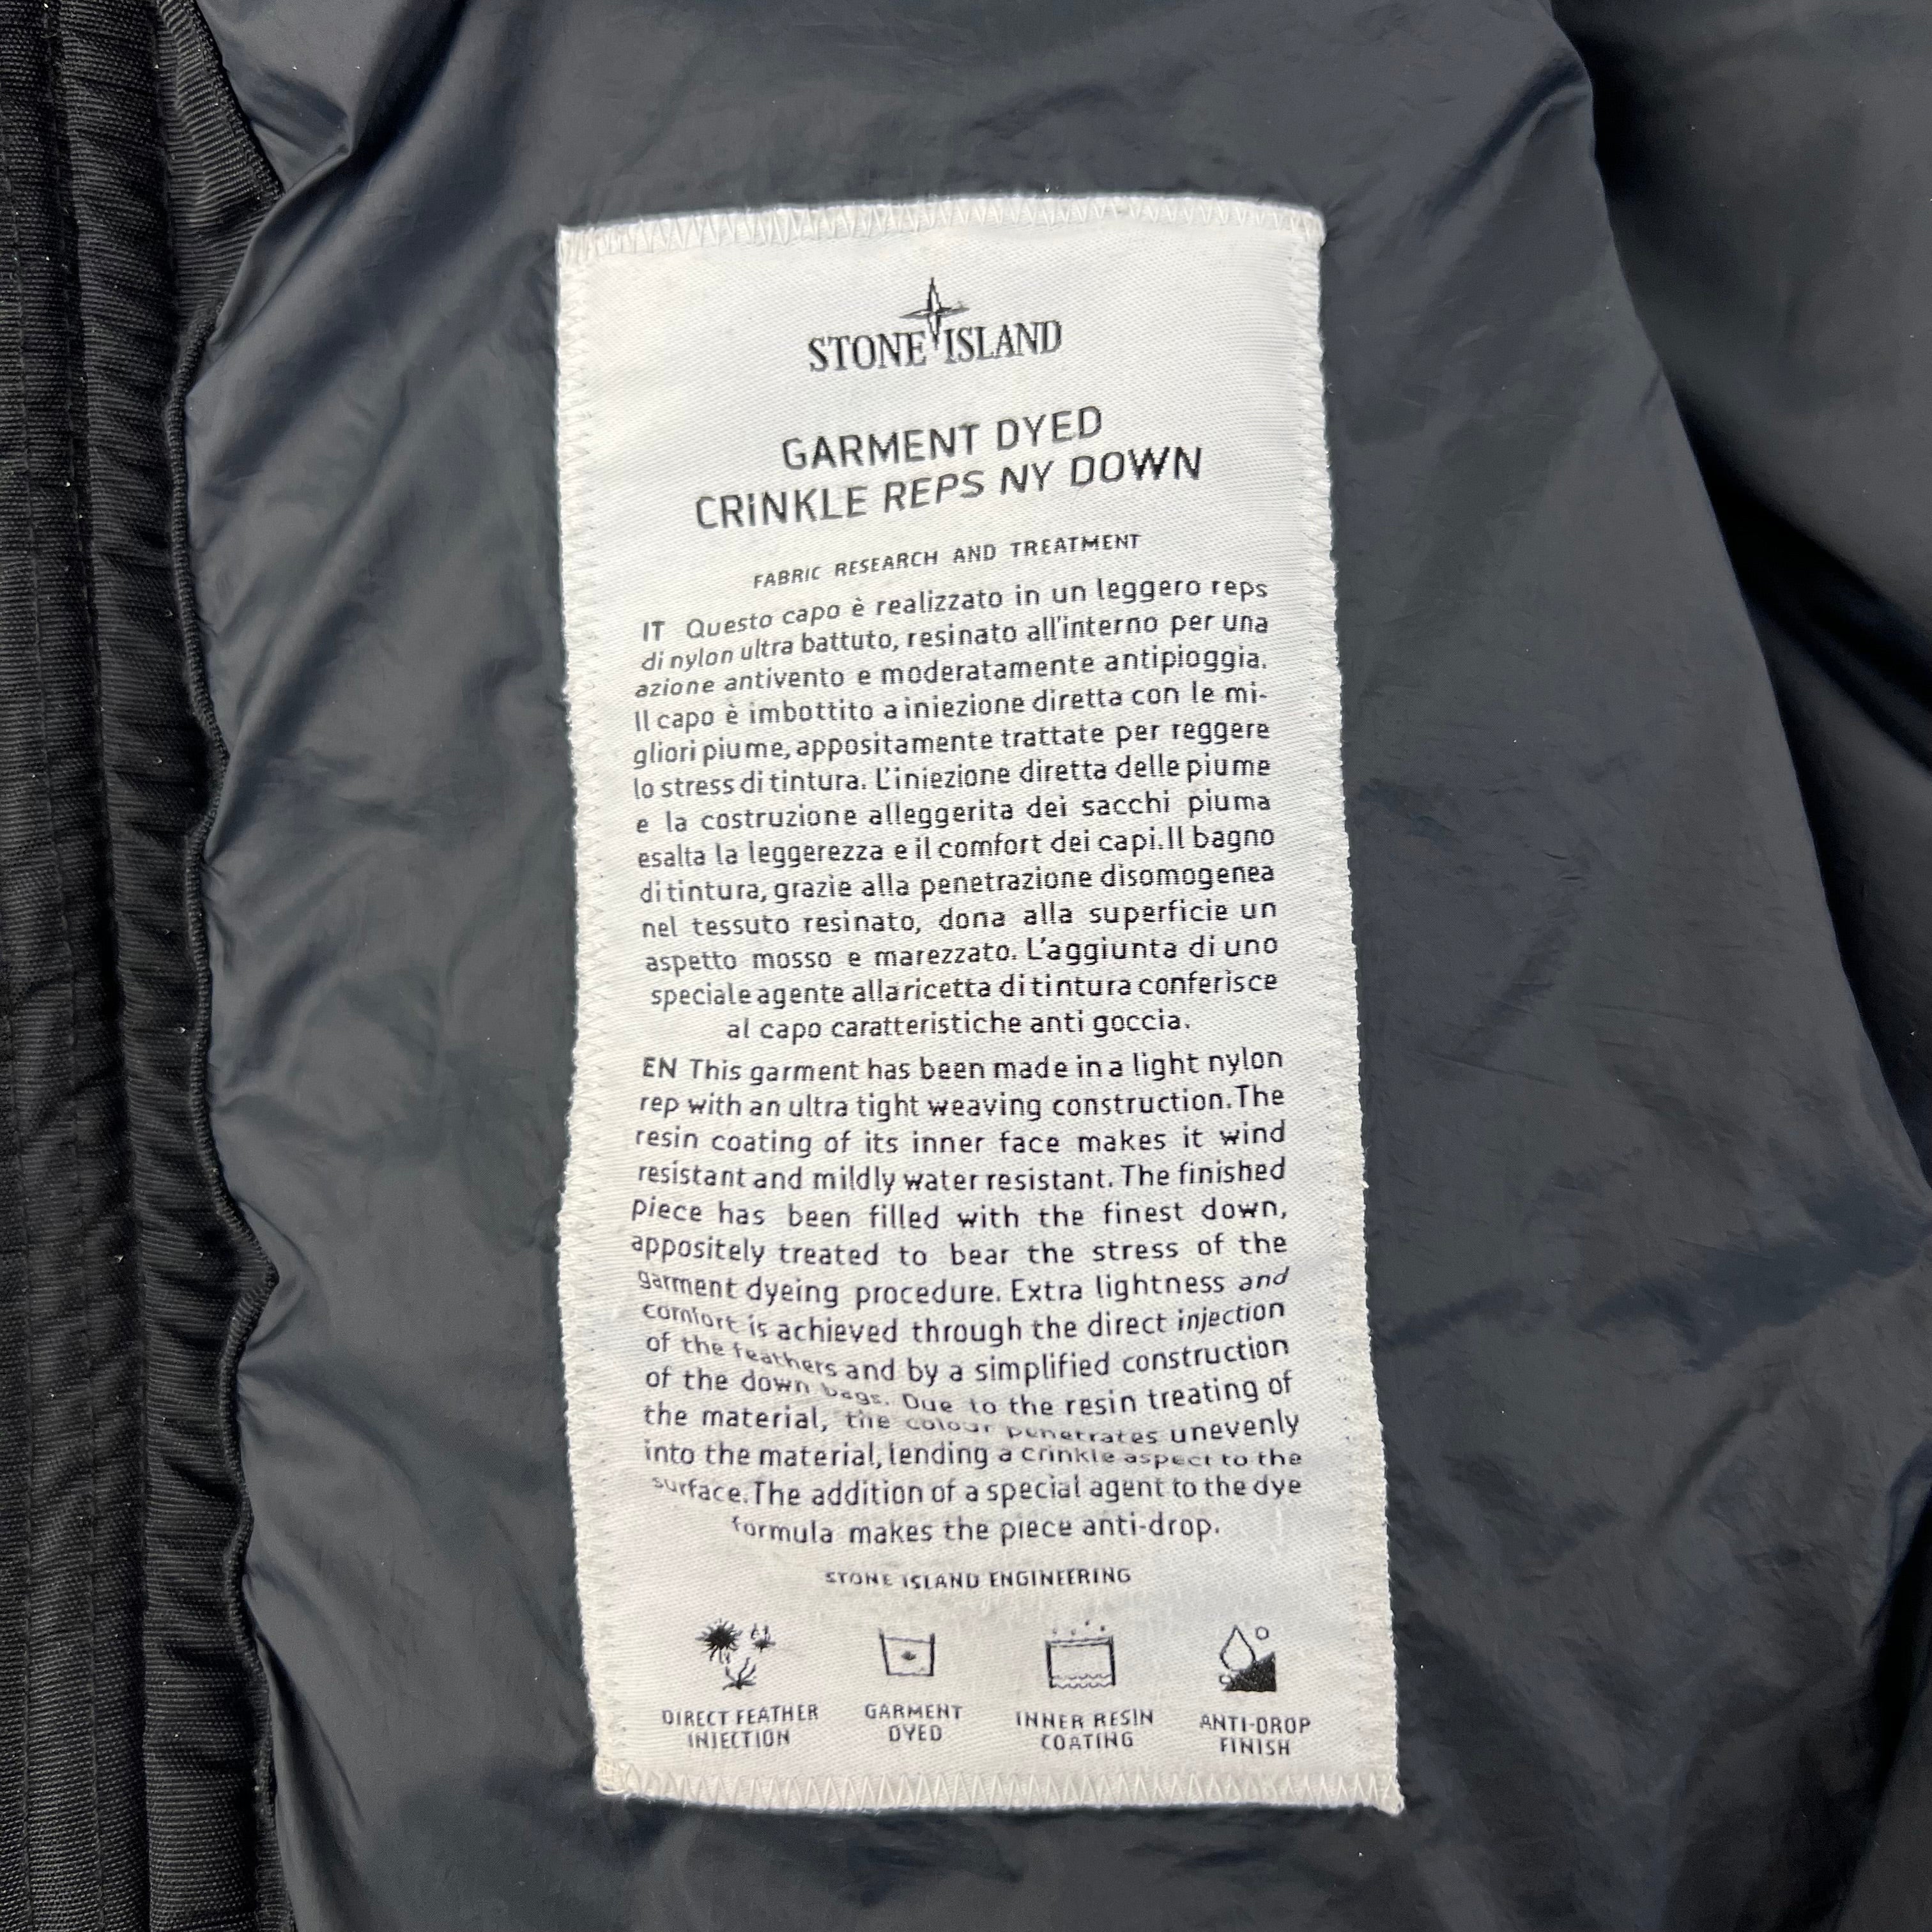 STONE ISLAND
GARMENT DYED
CRINKLE REPS NY DOWN
FABRIC RESEARCH AND TREATMENT
IT Questo capo è realizzato in un leggero reps
di nylon ultra battuto, resinato all'interno per una
azione antivento e moderatamente antipioggia.
Il capo è imbottito a iniezione diretta con le mi-
gliori piume, appositamente trattate per reggere
lo stress di tintura. L'iniezione diretta delle piume
e la costruzione alleggerita dei sacchi piuma
esalta la leggerezza e il comfort dei capi. Il bagno
di tintura, grazie alla penetrazione disomogenea
nel tessuto resinato, dona alla superficie un
aspetto mosso e marezzato. L'aggiunta di uno
speciale agente alla ricetta di tintura conferisce
al capo caratteristiche anti goccia.
EN This garment has been made in a light nylon
rep with an ultra tight weaving construction. The
resin coating of its inner face makes it wind
resistant and mildly water resistant. The finished
piece has been filled with the finest down,
appositely treated to bear the stress of the
garment dyeing procedure. Extra lightness and
comfort is achieved through the direct injection
of the feathers and by a simplified construction
of the down bags. Due to the resin treating of
the material, the colour penetrates unevenly
into the material, lending a crinkle aspect to the
surface. The addition of a special agent to the dye
formula makes the piece anti-drop.
STONE ISLAND ENGINEERING
DIRECT FEATHER
INJECTION
GARMENT
DYED
INNER RESIN
COATING
ANTI-DROP
FINISH